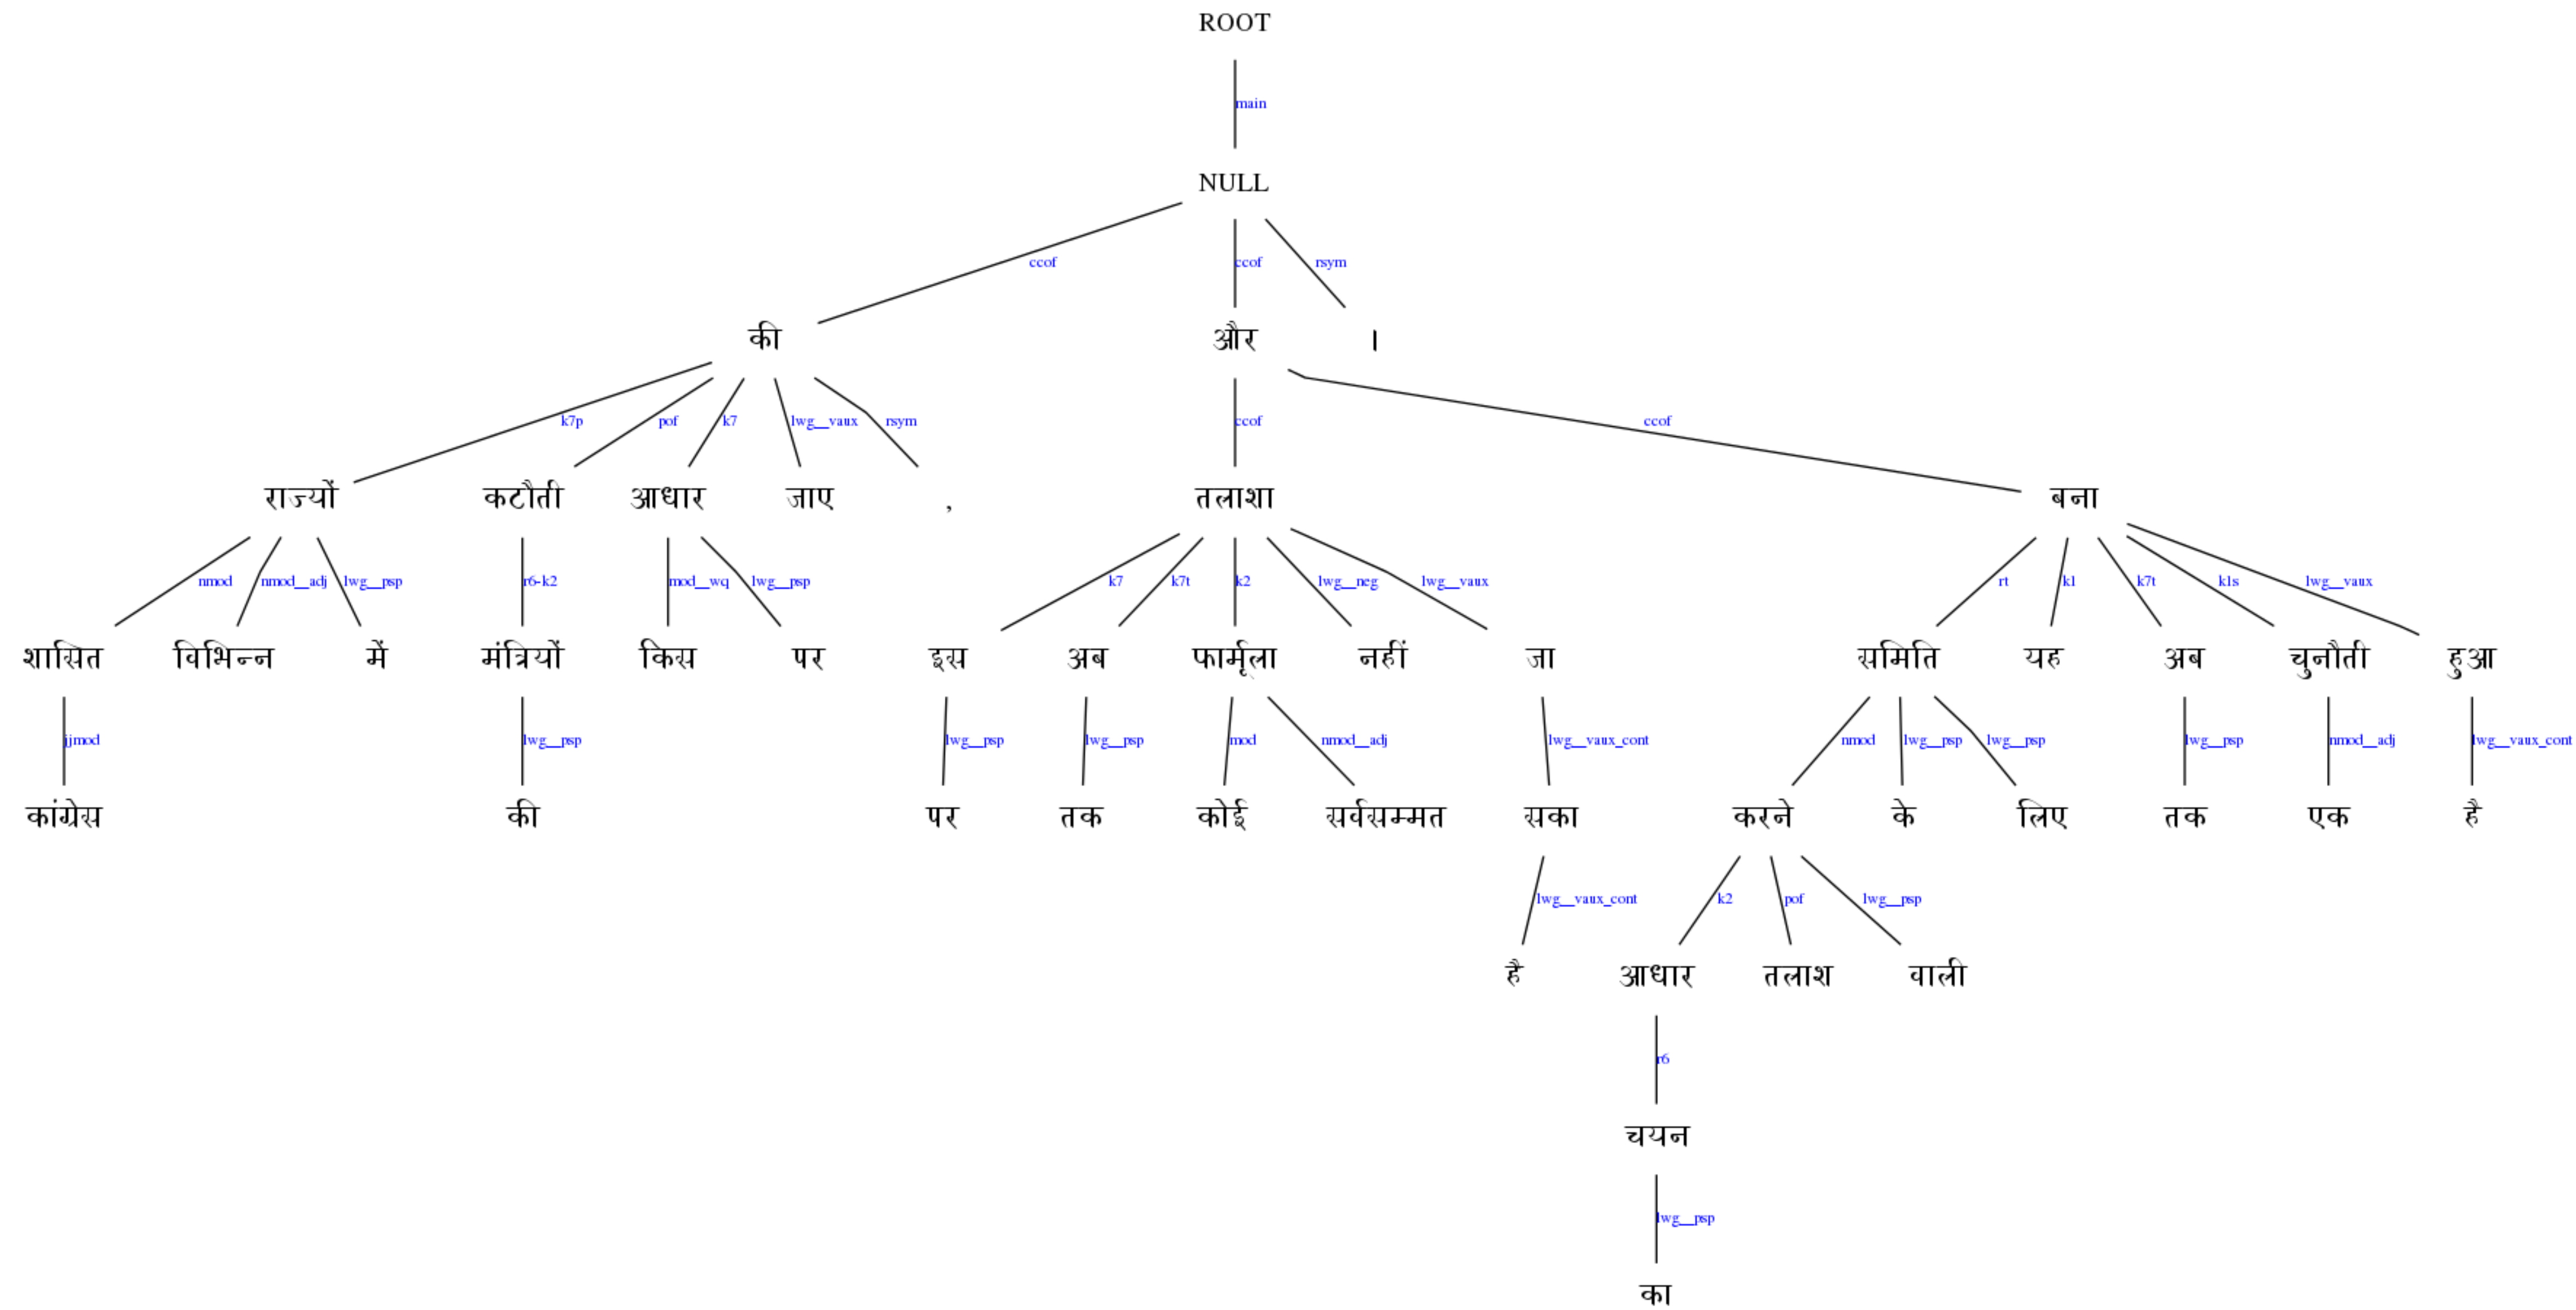 ROOT
main
NULL
ccof ccof rsym
की और ।
k7p pof k7 lwg__vaux rsym ccof ccof
राज्यों कटौती आधार जाए , तलाशा बना
nmod nmod__adj lwg__psp r6-k2 mod__wq lwg__psp k7 k7t k2 lwg__neg lwg__vaux rt k1 k7t k1s lwg__vaux
शासित विभिन्न में मंत्रियों किस पर इस अब फार्मूला नहीं जा समिति यह अब चुनौती हुआ
jjmod lwg__psp lwg__psp lwg__psp mod nmod__adj lwg__vaux_cont nmod lwg__psp lwg__psp lwg__psp nmod__adj lwg__vaux_cont
कांग्रेस की पर तक कोई सर्वसम्मत सका करने के लिए तक एक है
lwg__vaux_cont k2 pof lwg__psp
है आधार तलाश वाली
r6
चयन
lwg__psp
का